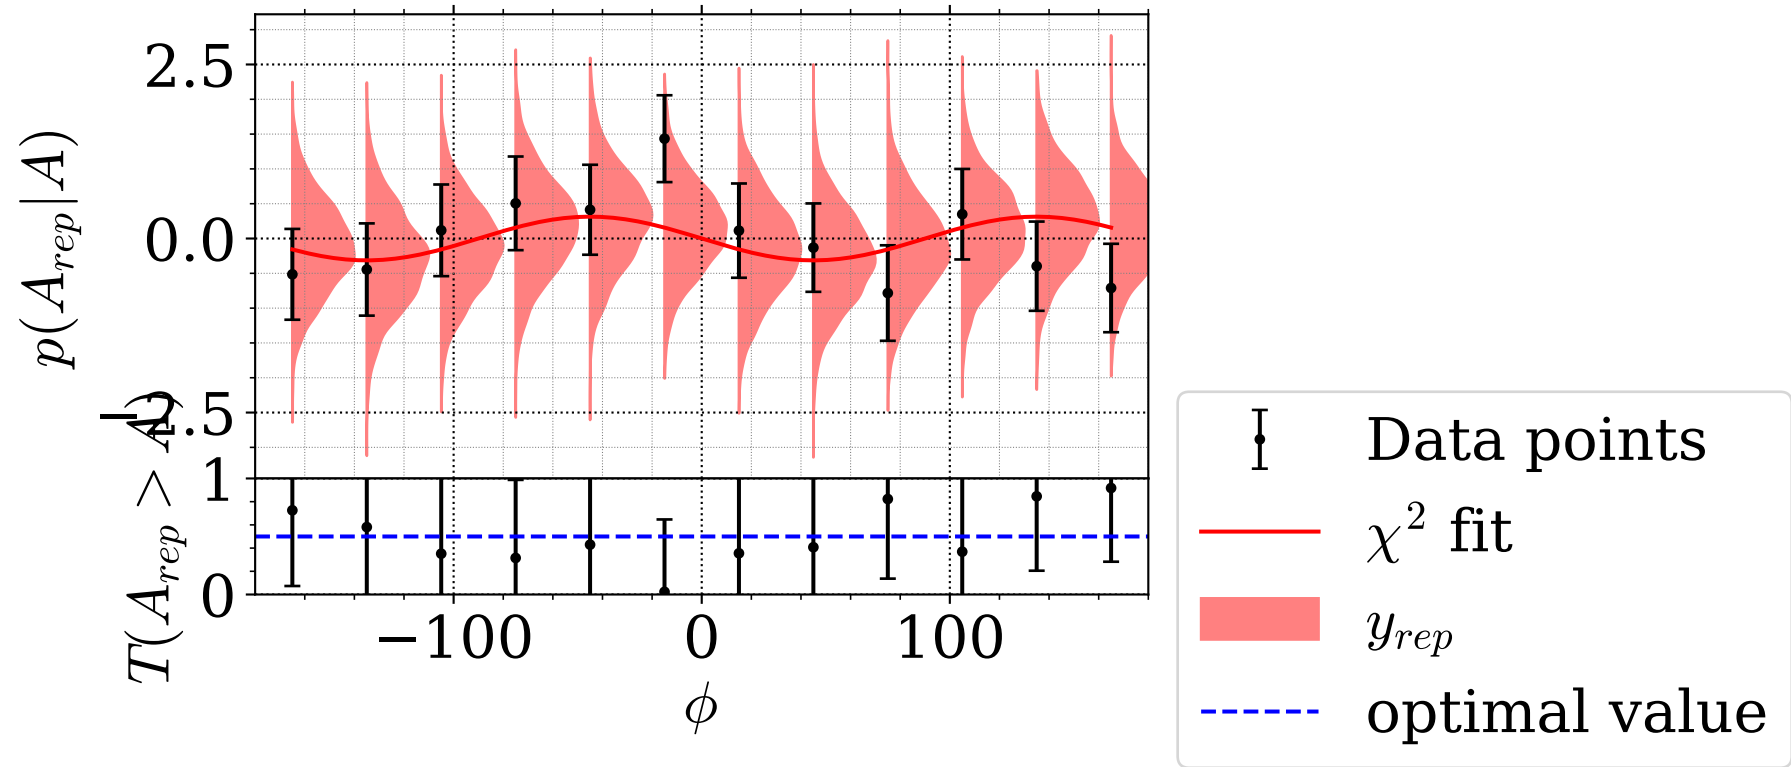 p(A_rep|A)
2.5
0.0
−2.5
T(A_rep > A)
1
0
−100 0 100
ϕ
Data points
χ² fit
y_rep
optimal value